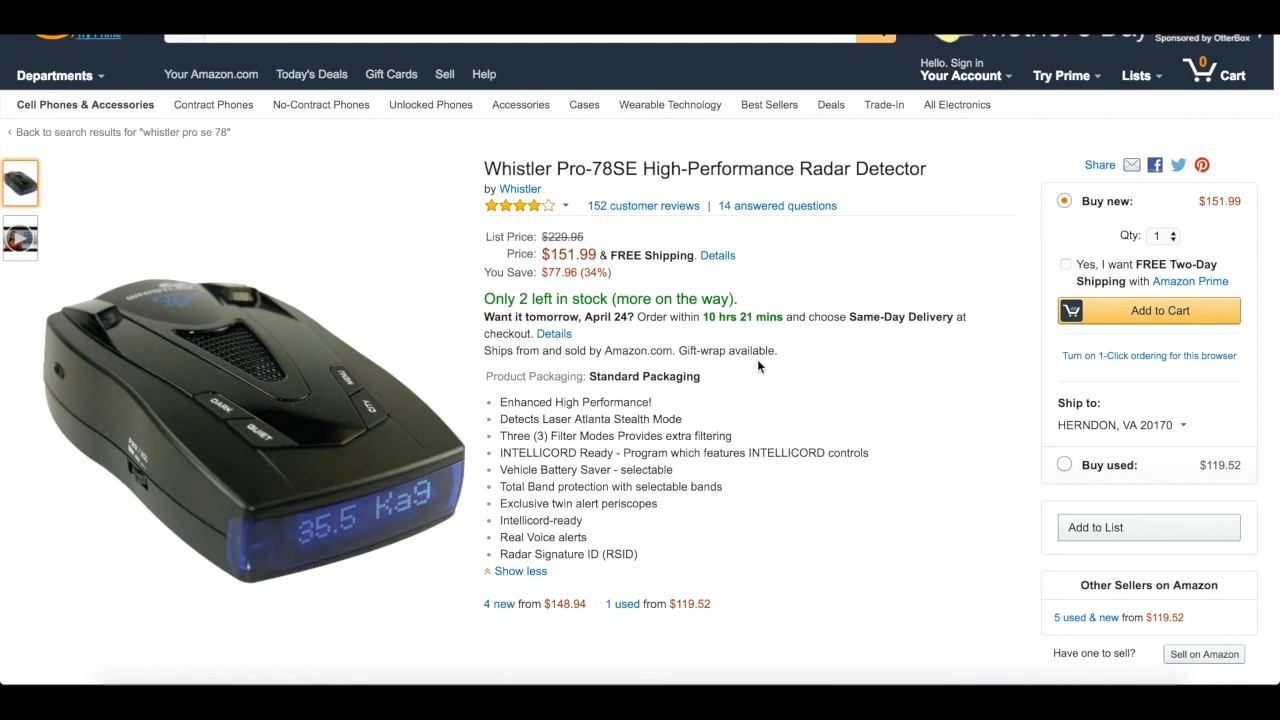 Try Prime
Sponsored by OtterBox
Departments
Your Amazon.com
Today's Deals
Gift Cards
Sell
Help
Hello. Sign in
Your Account
Try Prime
Lists
0
Cart
Cell Phones & Accessories
Contract Phones
No-Contract Phones
Unlocked Phones
Accessories
Cases
Wearable Technology
Best Sellers
Deals
Trade-In
All Electronics
‹ Back to search results for "whistler pro se 78"
Whistler Pro-78SE High-Performance Radar Detector
by Whistler
152 customer reviews | 14 answered questions
List Price: $229.95
Price: $151.99 & FREE Shipping. Details
You Save: $77.96 (34%)
Only 2 left in stock (more on the way).
Want it tomorrow, April 24? Order within 10 hrs 21 mins and choose Same-Day Delivery at
checkout. Details
Ships from and sold by Amazon.com. Gift-wrap available.
Product Packaging: Standard Packaging
Enhanced High Performance!
Detects Laser Atlanta Stealth Mode
Three (3) Filter Modes Provides extra filtering
INTELLICORD Ready - Program which features INTELLICORD controls
Vehicle Battery Saver - selectable
Total Band protection with selectable bands
Exclusive twin alert periscopes
Intellicord-ready
Real Voice alerts
Radar Signature ID (RSID)
Show less
4 new from $148.94
1 used from $119.52
WHISTLER
MENU
CITY
DARK
QUIET
35.5 Ka9
Share
Buy new:
$151.99
Qty: 1
Yes, I want FREE Two-Day
Shipping with Amazon Prime
Add to Cart
Turn on 1-Click ordering for this browser
Ship to:
HERNDON, VA 20170
Buy used:
$119.52
Add to List
Other Sellers on Amazon
5 used & new from $119.52
Have one to sell?
Sell on Amazon